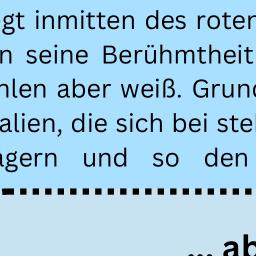 gt inmitten des roten
n seine Berühmtheit
hlen aber weiß. Grund
alien, die sich bei ste
agern und so den
... ab